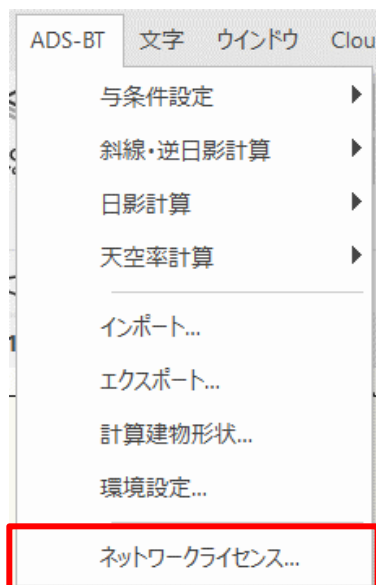 ADS-BT 文字 ウインドウ Clou
与条件設定
斜線・逆日影計算
日影計算
天空率計算
インポート...
エクスポート...
計算建物形状...
環境設定...
ネットワークライセンス...